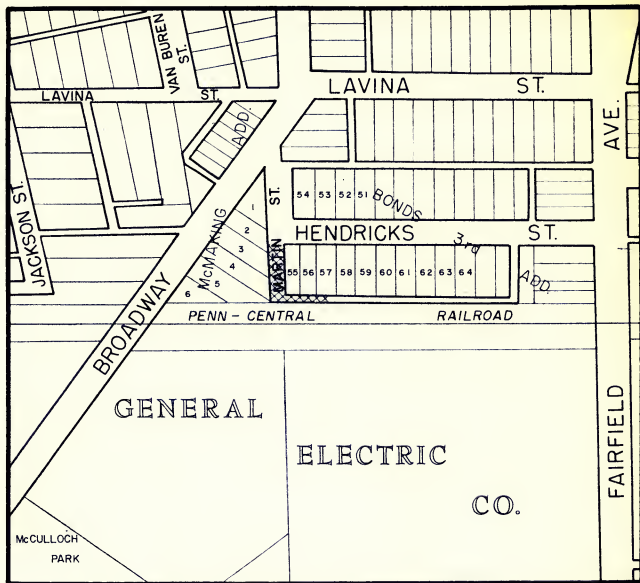 VAN BUREN
ST.
LAVINA ST.
ADD.
LAVINA ST.
AVE.
JACKSON ST.
McMAKING
1
2
3
4
5
6
ST.
MARTIN
54 53 52 51
BONDS
HENDRICKS ST.
3rd
55 56 57 58 59 60 61 62 63 64
ADD.
BROADWAY
PENN - CENTRAL RAILROAD
GENERAL
ELECTRIC
CO.
FAIRFIELD
McCULLOCH
PARK